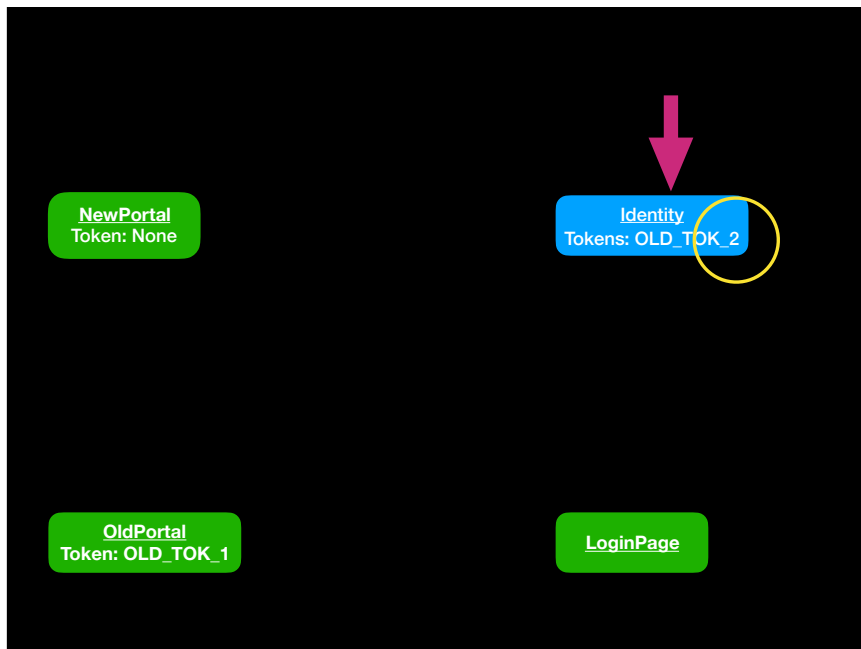 NewPortal
Token: None
Identity
Tokens: OLD_TOK_2
OldPortal
Token: OLD_TOK_1
LoginPage